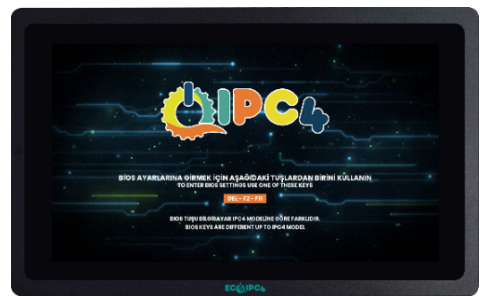 IPC4
BİOS AYARLARINA GİRMEK İÇİN AŞAĞIDAKİ TUŞLARDAN BİRİNİ KULLANIN
TO ENTER BIOS SETTINGS USE ONE OF THESE KEYS
DEL - F2 - F11
BIOS TUŞU BİLGİSAYAR IPC4 MODELİNE GÖRE FARKLIDIR.
BIOS KEYS ARE DIFFERENT UP TO IPC4 MODEL
ECOIPC4